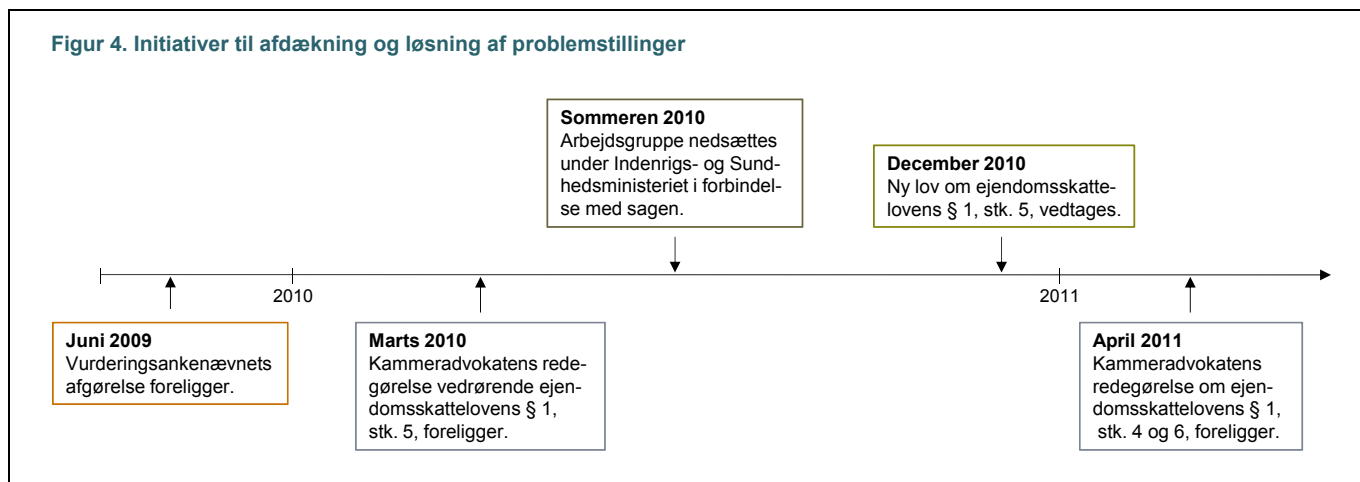 Figur 4. Initiativer til afdækning og løsning af problemstillinger
Sommeren 2010
Arbejdsgruppe nedsættes
under Indenrigs- og Sund-
hedsministeriet i forbindel-
se med sagen.
December 2010
Ny lov om ejendomsskatte-
lovens § 1, stk. 5, vedtages.
2010
2011
Juni 2009
Vurderingsankenævnets
afgørelse foreligger.
Marts 2010
Kammeradvokatens rede-
gørelse vedrørende ejen-
domsskattelovens § 1,
stk. 5, foreligger.
April 2011
Kammeradvokatens
redegørelse om ejen-
domsskattelovens § 1,
stk. 4 og 6, foreligger.